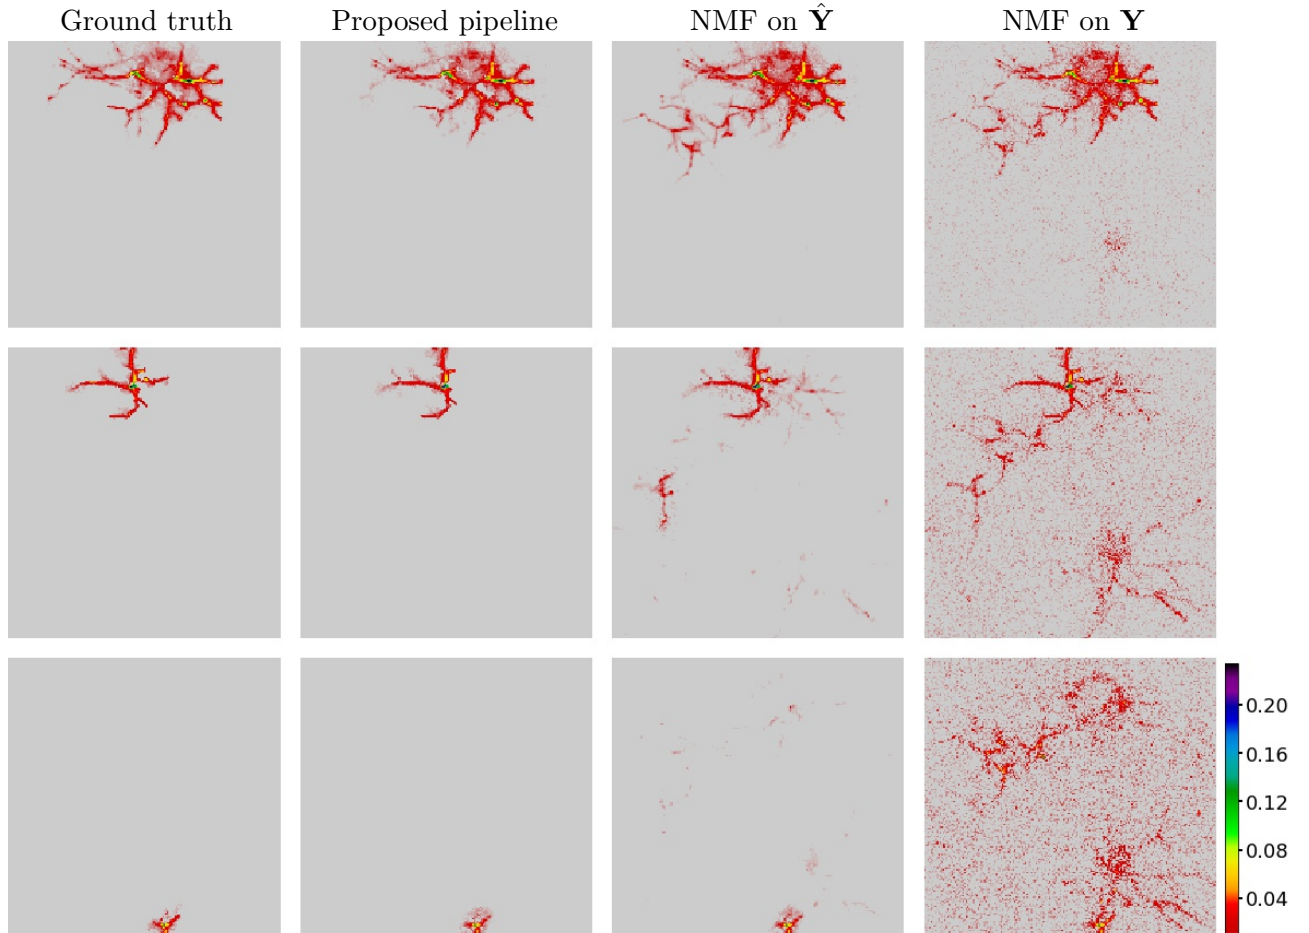 Ground truth
Proposed pipeline
NMF on Ŷ
NMF on Y
0.20
0.16
0.12
0.08
0.04